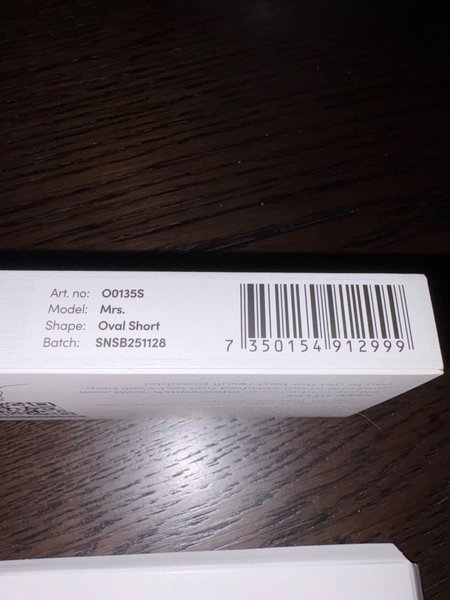 Art. no: O0135S
Model: Mrs.
Shape: Oval Short
Batch: SNSB251128
7 350154 912999